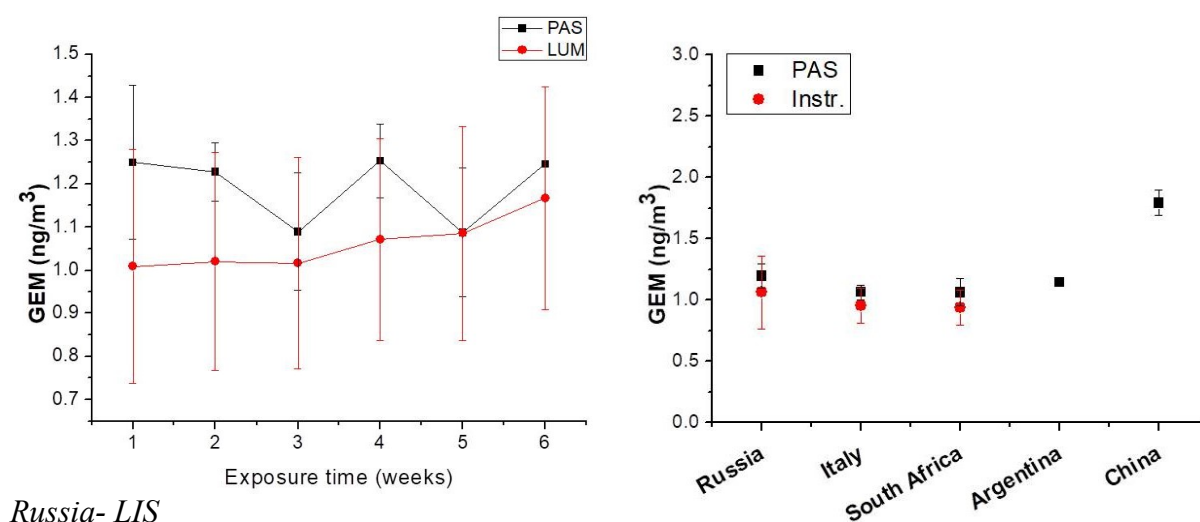 PAS
LUM
1.5
1.4
1.3
1.2
1.1
1.0
0.9
0.8
0.7
GEM (ng/m³)
1 2 3 4 5 6
Exposure time (weeks)
Russia- LIS
PAS
Instr.
3.0
2.5
2.0
1.5
1.0
0.5
0.0
GEM (ng/m³)
Russia
Italy
South Africa
Argentina
China